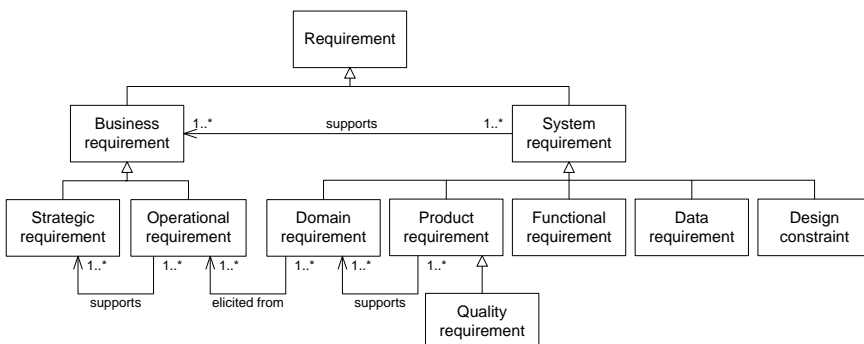 Requirement
Business
requirement
1..*
supports
1..*
System
requirement
Strategic
requirement
Operational
requirement
Domain
requirement
Product
requirement
Functional
requirement
Data
requirement
Design
constraint
1..*
1..*
1..*
1..*
1..*
1..*
supports
elicited from
supports
Quality
requirement